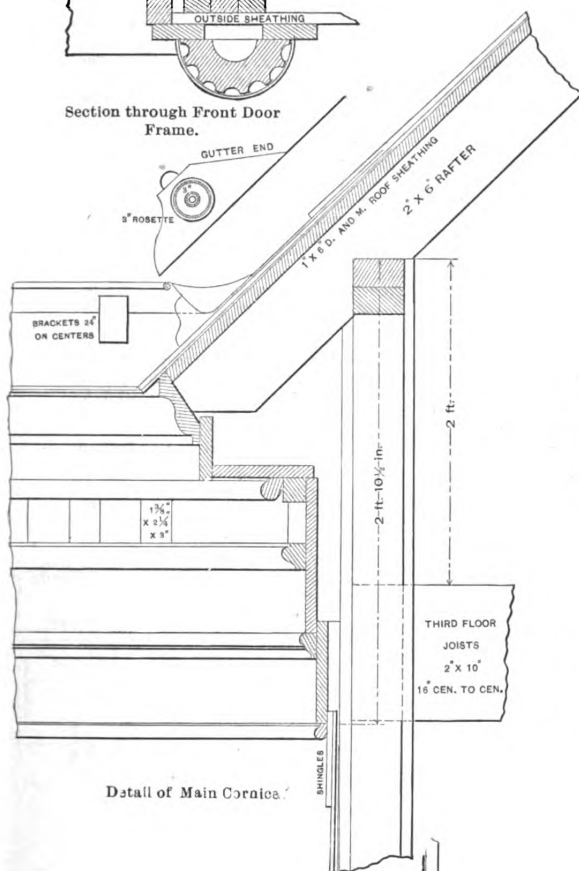 OUTSIDE SHEATHING
Section through Front Door
Frame.
GUTTER END
3"
3" ROSETTE
1" X 6" D. AND M. ROOF SHEATHING
2" X 6" RAFTER
BRACKETS 24"
ON CENTERS
2 ft.
2 ft. 10½ in.
1⅜"
X 2¼"
X 3"
THIRD FLOOR
JOISTS
2" X 10"
16" CEN. TO CEN.
SHINGLES
Detail of Main Cornice.